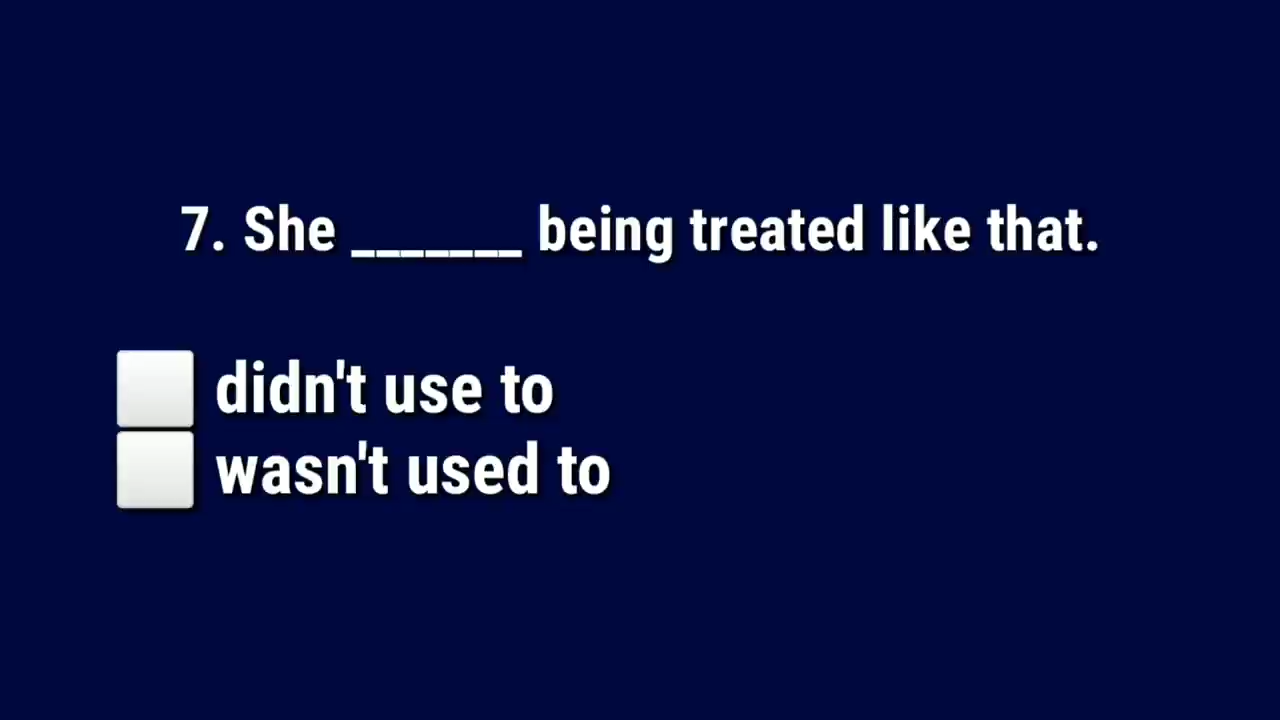 7. She _______ being treated like that.
didn't use to
wasn't used to